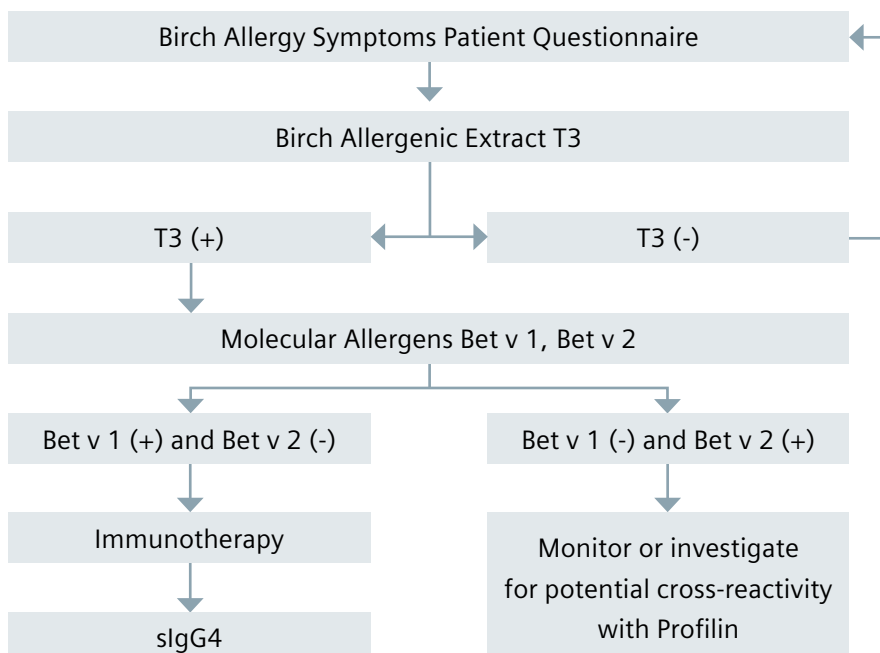 Birch Allergy Symptoms Patient Questionnaire
Birch Allergenic Extract T3
T3 (+)
T3 (-)
Molecular Allergens Bet v 1, Bet v 2
Bet v 1 (+) and Bet v 2 (-)
Bet v 1 (-) and Bet v 2 (+)
Immunotherapy
Monitor or investigate
for potential cross-reactivity
with Profilin
sIgG4